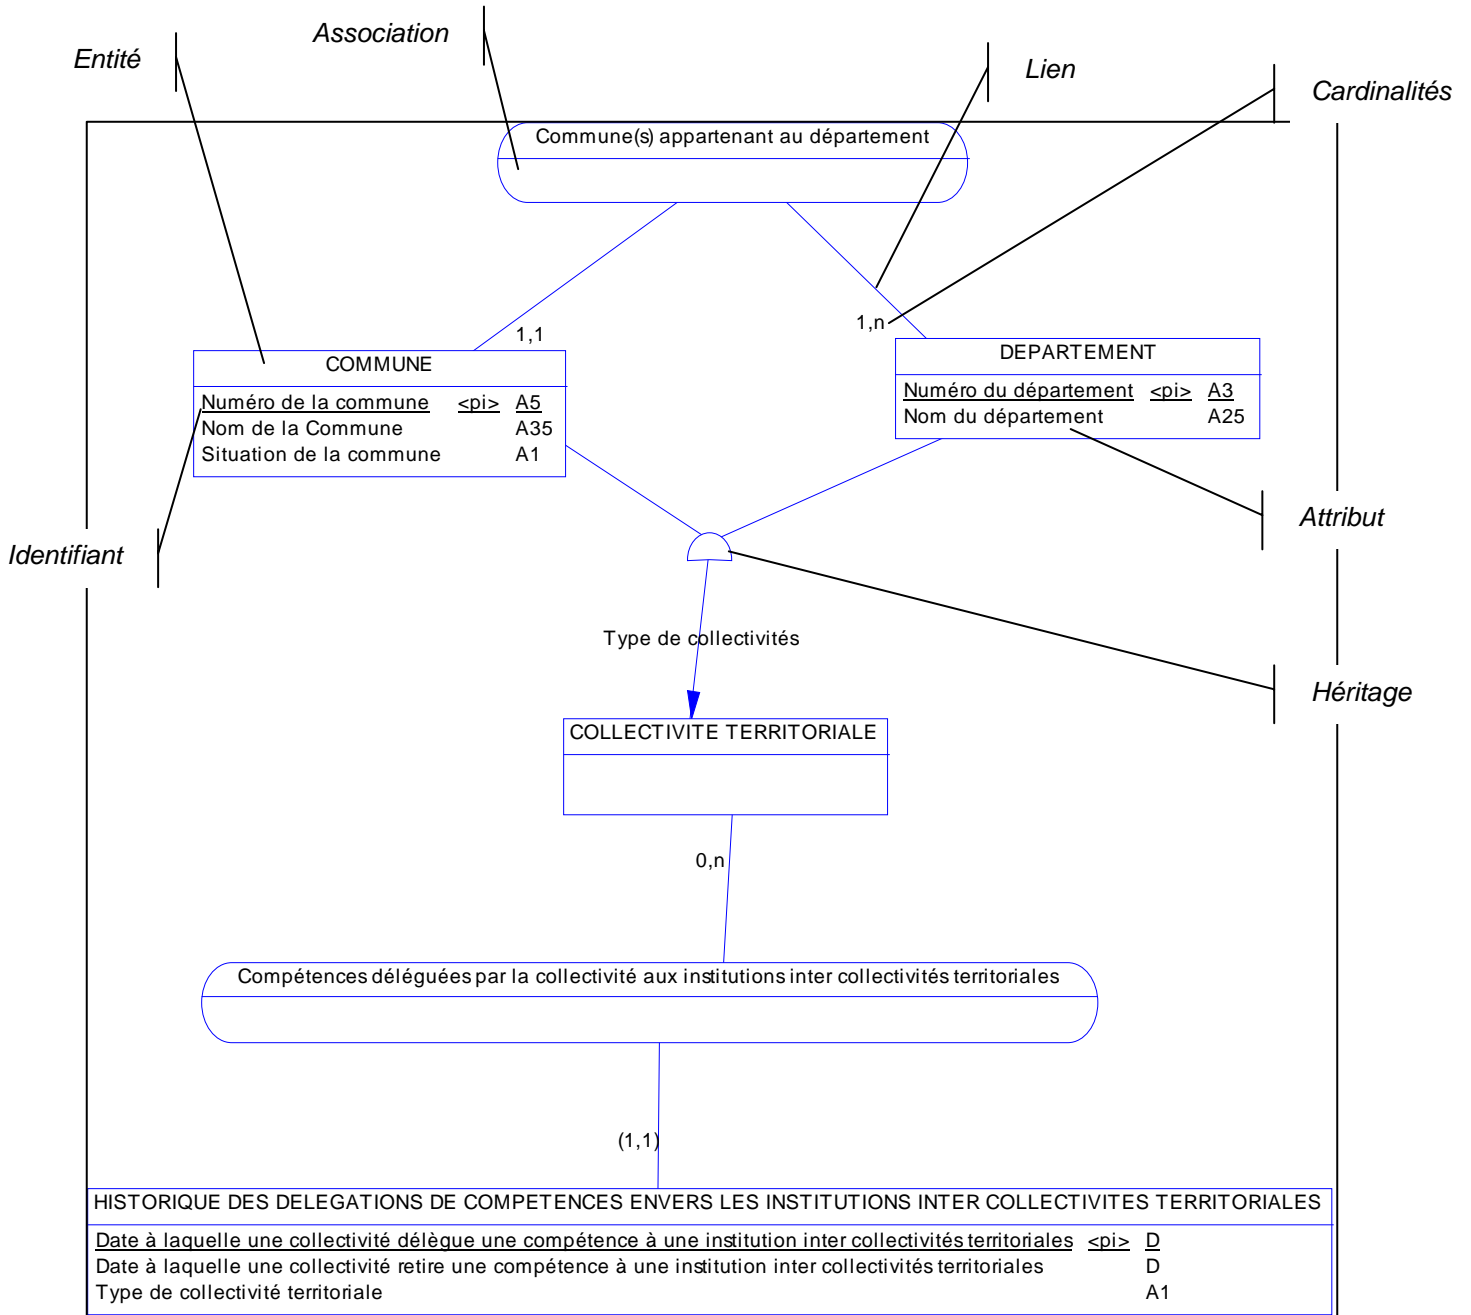 Entité
Association
Lien
Cardinalités
Commune(s) appartenant au département
1,1
1,n
COMMUNE
Numéro de la commune <pi> A5
Nom de la Commune A35
Situation de la commune A1
DEPARTEMENT
Numéro du département <pi> A3
Nom du département A25
Identifiant
Attribut
Type de collectivités
Héritage
COLLECTIVITE TERRITORIALE
0,n
Compétences déléguées par la collectivité aux institutions inter collectivités territoriales
(1,1)
HISTORIQUE DES DELEGATIONS DE COMPETENCES ENVERS LES INSTITUTIONS INTER COLLECTIVITES TERRITORIALES
Date à laquelle une collectivité délègue une compétence à une institution inter collectivités territoriales <pi> D
Date à laquelle une collectivité retire une compétence à une institution inter collectivités territoriales D
Type de collectivité territoriale A1